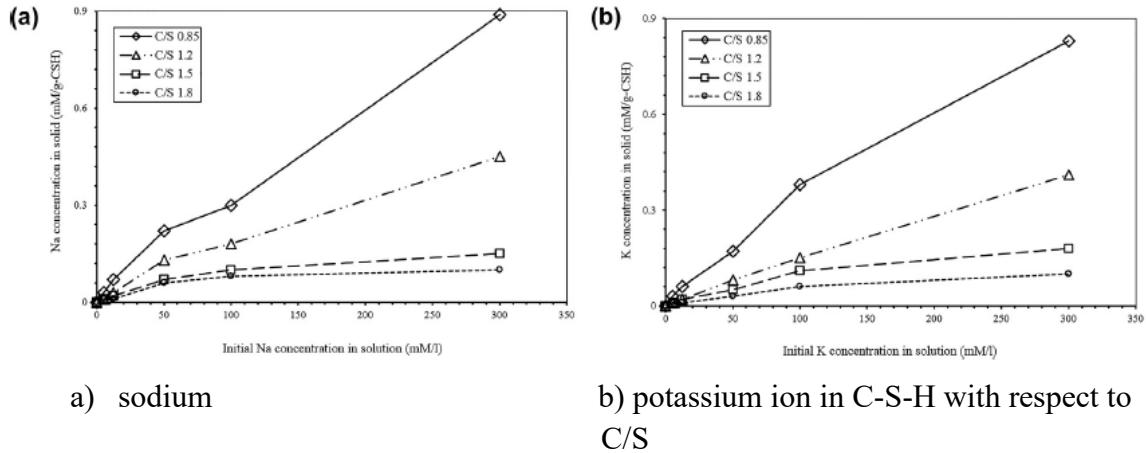 (a)
C/S 0.85
C/S 1.2
C/S 1.5
C/S 1.8
Na concentration in solid (mM/g-CSH)
0.9
0.6
0.3
0
0 50 100 150 200 250 300 350
Initial Na concentration in solution (mM/l)
(b)
C/S 0.85
C/S 1.2
C/S 1.5
C/S 1.8
K concentration in solid (mM/g-CSH)
0.9
0.6
0.3
0
0 50 100 150 200 250 300 350
Initial K concentration in solution (mM/l)
a) sodium
b) potassium ion in C-S-H with respect to
C/S